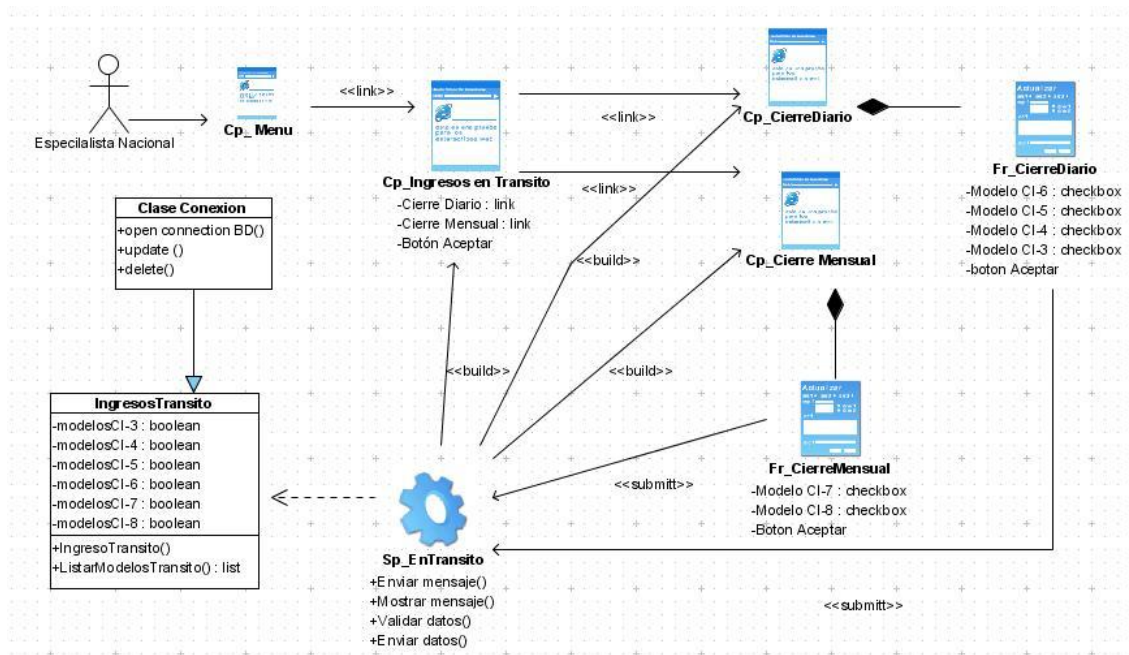 Especilalista Nacional
Cp_ Menu
<<link>>
Cp_Ingresos en Transito
-Cierre Diario : link
-Cierre Mensual : link
-Botón Aceptar
<<link>>
<<link>>
Cp_CierreDiario
Cp_Cierre Mensual
Actualizar
Fr_CierreDiario
-Modelo CI-6 : checkbox
-Modelo CI-5 : checkbox
-Modelo CI-4 : checkbox
-Modelo CI-3 : checkbox
-boton Aceptar
Clase Conexion
+open connection BD()
+update ()
+delete()
<<build>>
<<build>>
<<build>>
IngresosTransito
-modelosCI-3 : boolean
-modelosCI-4 : boolean
-modelosCI-5 : boolean
-modelosCI-6 : boolean
-modelosCI-7 : boolean
-modelosCI-8 : boolean
+IngresoTransito()
+ListarModelosTransito() : list
Actualizar
Fr_CierreMensual
-Modelo CI-7 : checkbox
-Modelo CI-8 : checkbox
-Boton Aceptar
<<submitt>>
Sp_EnTransito
+Enviar mensaje()
+Mostrar mensaje()
+Validar datos()
+Enviar datos()
<<submitt>>